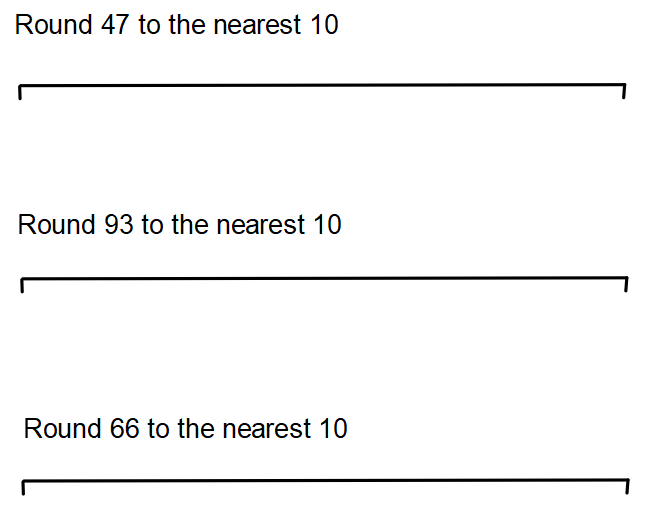 Round 47 to the nearest 10
Round 93 to the nearest 10
Round 66 to the nearest 10